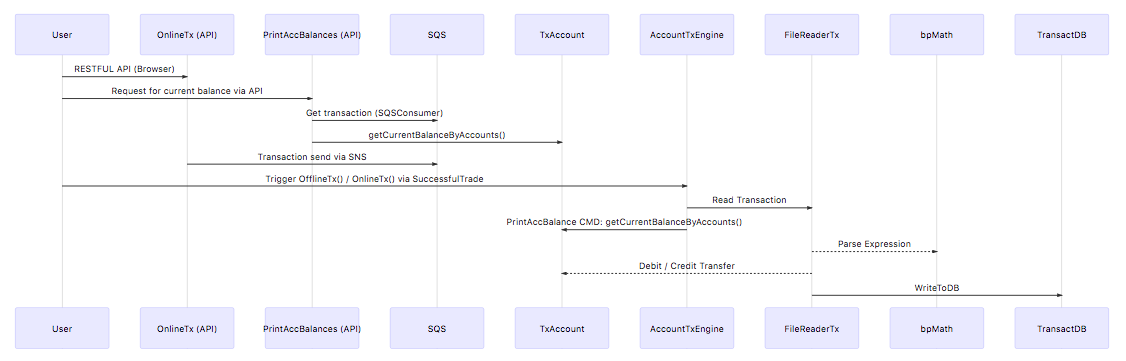 User
OnlineTx (API)
PrintAccBalances (API)
SQS
TxAccount
AccountTxEngine
FileReaderTx
bpMath
TransactDB
RESTFUL API (Browser)
Request for current balance via API
Get transaction (SQSConsumer)
getCurrentBalanceByAccounts()
Transaction send via SNS
Trigger OfflineTx() / OnlineTx() via SuccessfulTrade
Read Transaction
PrintAccBalance CMD: getCurrentBalanceByAccounts()
Parse Expression
Debit / Credit Transfer
WriteToDB
User
OnlineTx (API)
PrintAccBalances (API)
SQS
TxAccount
AccountTxEngine
FileReaderTx
bpMath
TransactDB